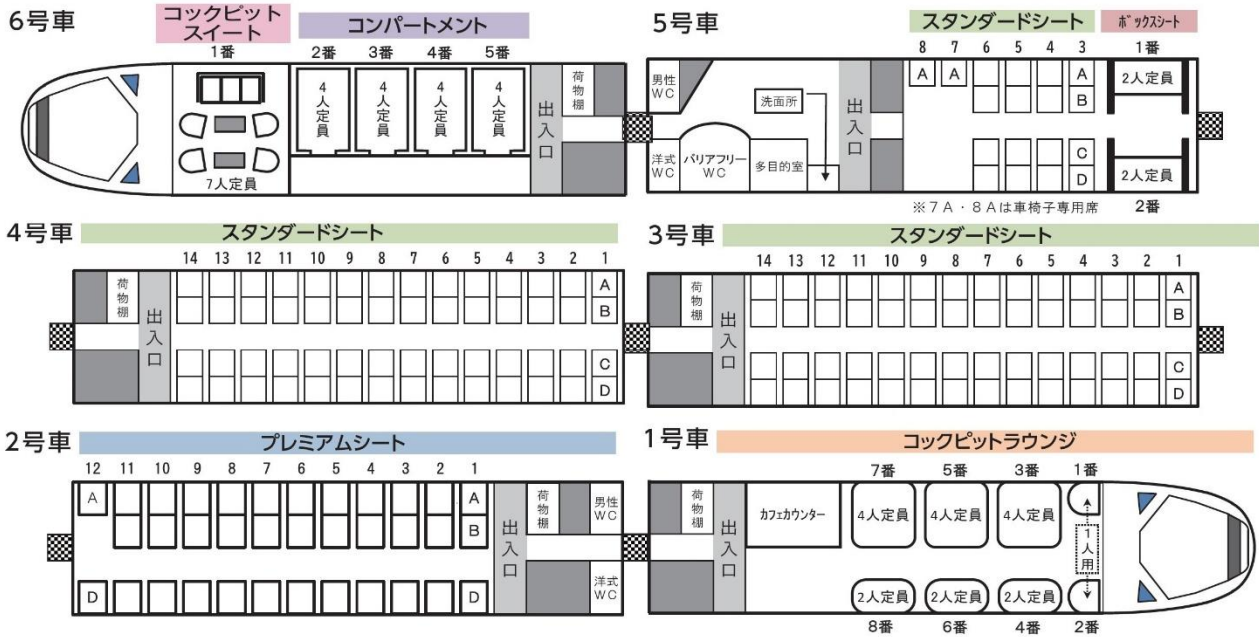 6号車
コックピット
スイート
コンパートメント
1番
2番
3番
4番
5番
4人定員
4人定員
4人定員
4人定員
7人定員
出入口
荷物棚
5号車
スタンダードシート
ボックスシート
8 7 6 5 4 3
1番
男性
WC
洗面所
出入口
A A A
B
2人定員
洋式
WC
バリアフリー
WC
多目的室
C
D
2人定員
※7A・8Aは車椅子専用席
2番
4号車
スタンダードシート
14 13 12 11 10 9 8 7 6 5 4 3 2 1
荷物棚
出入口
A
B
C
D
3号車
スタンダードシート
14 13 12 11 10 9 8 7 6 5 4 3 2 1
荷物棚
出入口
A
B
C
D
2号車
プレミアムシート
12 11 10 9 8 7 6 5 4 3 2 1
A
A
B
D
D
出入口
荷物棚
男性
WC
洋式
WC
1号車
コックピットラウンジ
7番 5番 3番 1番
荷物棚
出入口
カフェカウンター
4人定員 4人定員 4人定員
1人用
2人定員 2人定員 2人定員
8番 6番 4番 2番